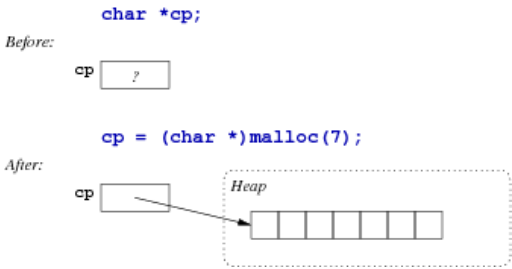 char *cp;
Before:
cp
?
cp = (char *)malloc(7);
After:
cp
Heap